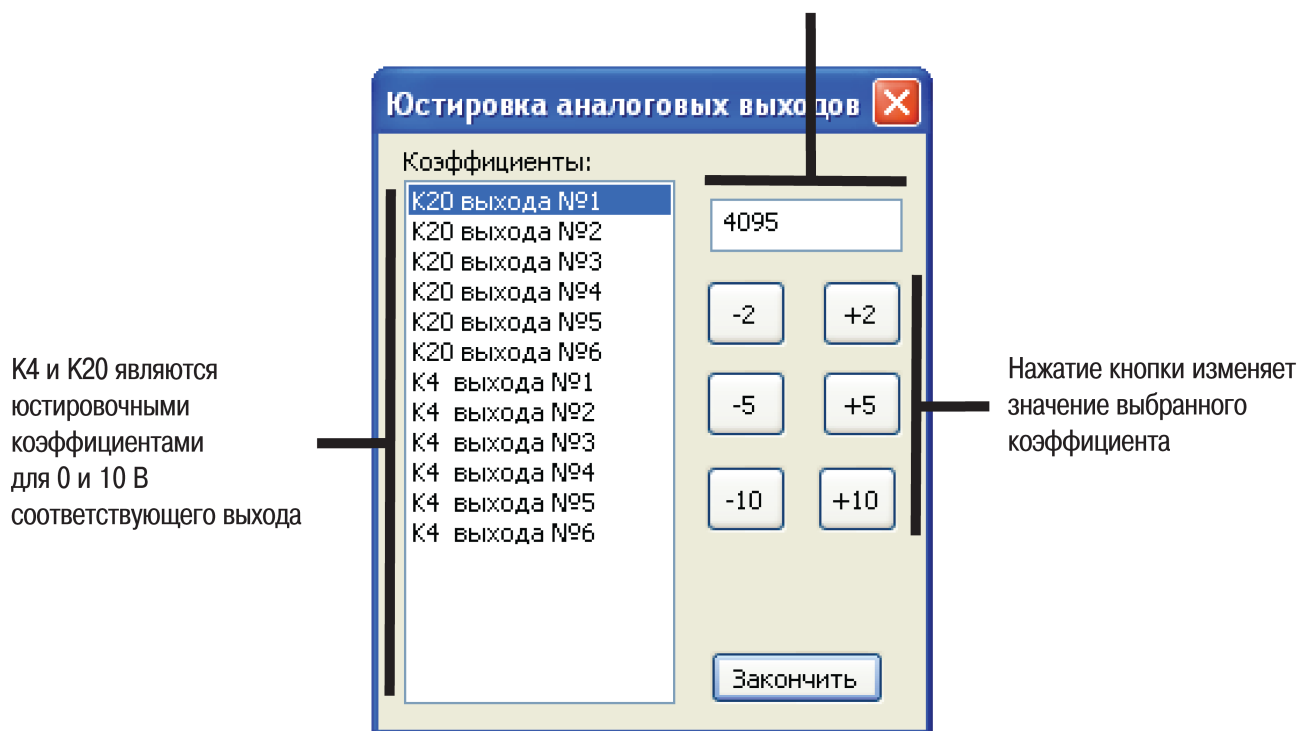 Юстировка аналоговых выходов
Коэффициенты:
К20 выхода №1
К20 выхода №2
К20 выхода №3
К20 выхода №4
К20 выхода №5
К20 выхода №6
К4 выхода №1
К4 выхода №2
К4 выхода №3
К4 выхода №4
К4 выхода №5
К4 выхода №6
4095
-2 +2
-5 +5
-10 +10
Закончить
К4 и К20 являются
юстировочными
коэффициентами
для 0 и 10 В
соответствующего выхода
Нажатие кнопки изменяет
значение выбранного
коэффициента